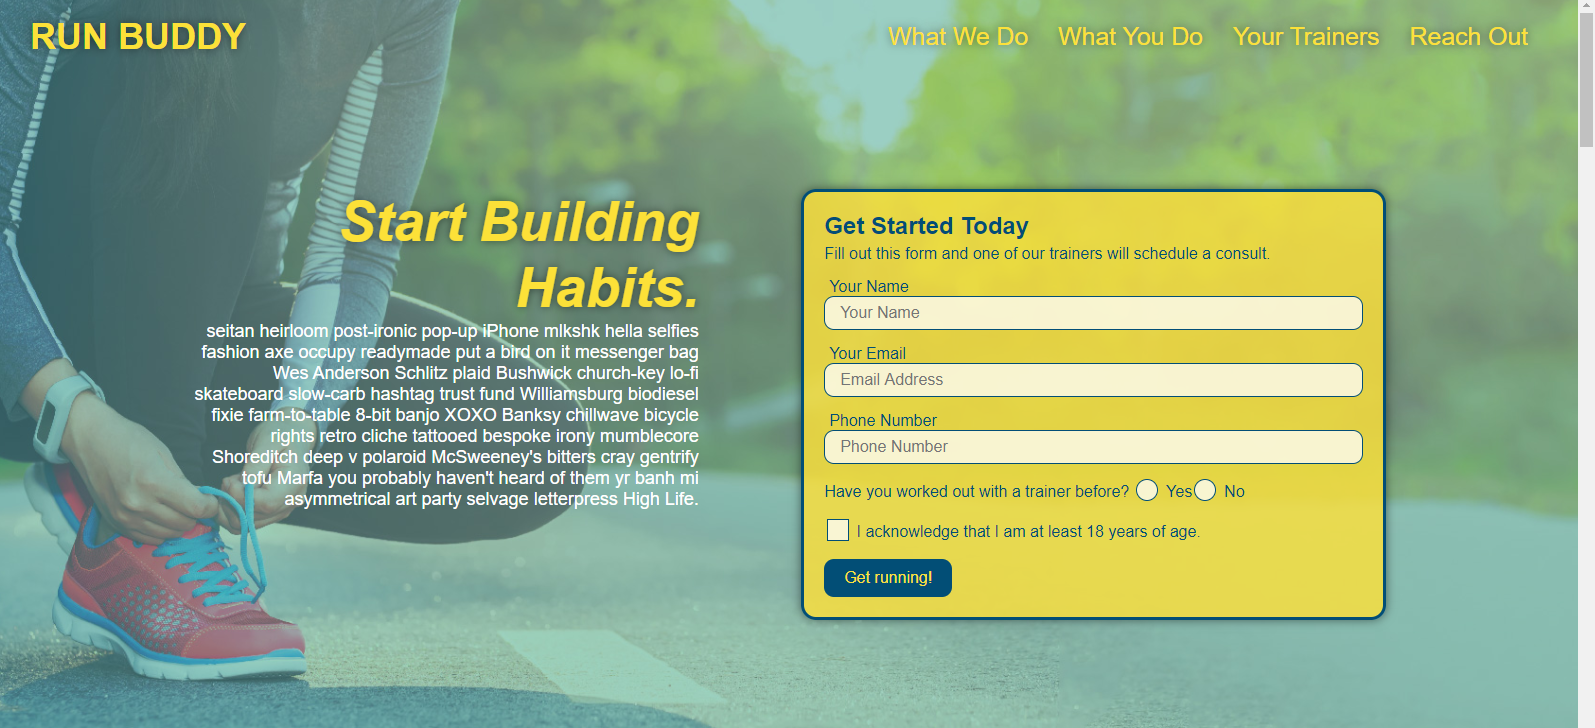 RUN BUDDY
What We Do What You Do Your Trainers Reach Out
Start Building
Habits.
seitan heirloom post-ironic pop-up iPhone mlkshk hella selfies
fashion axe occupy readymade put a bird on it messenger bag
Wes Anderson Schlitz plaid Bushwick church-key lo-fi
skateboard slow-carb hashtag trust fund Williamsburg biodiesel
fixie farm-to-table 8-bit banjo XOXO Banksy chillwave bicycle
rights retro cliche tattooed bespoke irony mumblecore
Shoreditch deep v polaroid McSweeney's bitters cray gentrify
tofu Marfa you probably haven't heard of them yr banh mi
asymmetrical art party selvage letterpress High Life.
Get Started Today
Fill out this form and one of our trainers will schedule a consult.
Your Name
Your Name
Your Email
Email Address
Phone Number
Phone Number
Have you worked out with a trainer before? Yes No
I acknowledge that I am at least 18 years of age.
Get running!